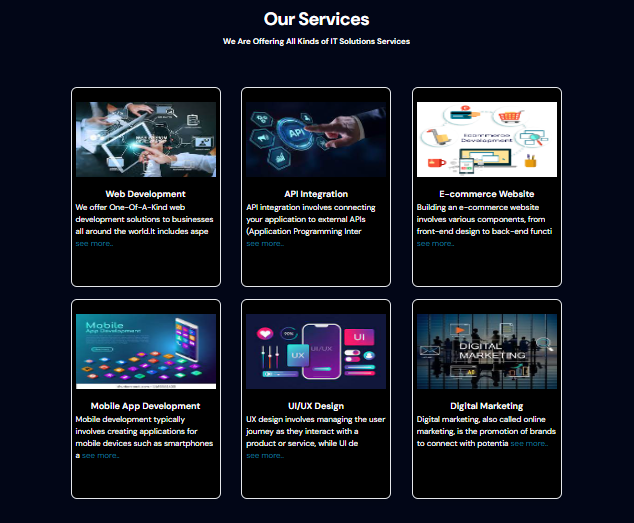 Our Services
We Are Offering All Kinds of IT Solutions Services
API
Ecommerce
Development
Web Development
We offer One-Of-A-Kind web
development solutions to businesses
all around the world.It includes aspe
see more..
API Integration
API integration involves connecting
your application to external APIs
(Application Programming Inter
see more..
E-commerce Website
Building an e-commerce website
involves various components, from
front-end design to back-end functi
see more..
Mobile
App Development
UX
UI/UX
UI
DIGITAL
MARKETING
Mobile App Development
Mobile development typically
involves creating applications for
mobile devices such as smartphones
a see more..
UI/UX Design
UX design involves managing the user
journey as they interact with a
product or service, while UI de
see more..
Digital Marketing
Digital marketing, also called online
marketing, is the promotion of brands
to connect with potentia see more..